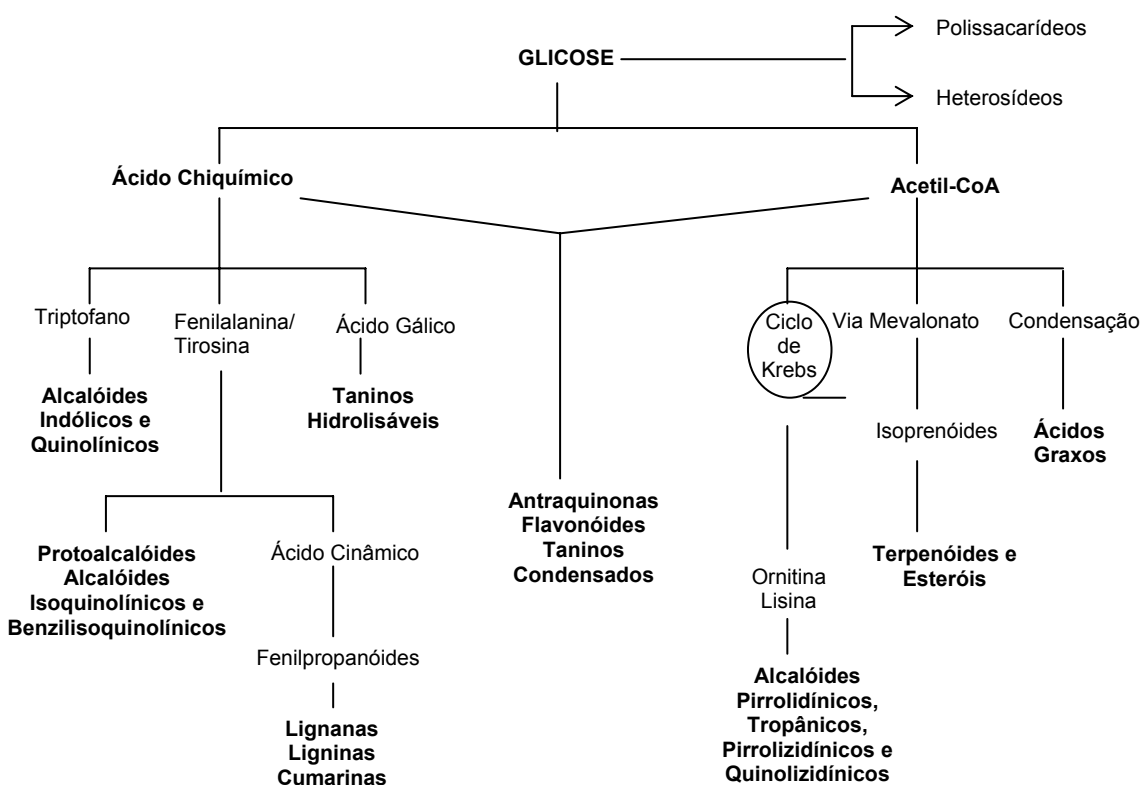 Polissacarídeos
GLICOSE
Heterosídeos
Ácido Chiquímico
Acetil-CoA
Triptofano
Fenilalanina/
Tirosina
Ácido Gálico
Ciclo
de
Krebs
Via Mevalonato
Condensação
Alcalóides
Indólicos e
Quinolínicos
Taninos
Hidrolisáveis
Isoprenóides
Ácidos
Graxos
Antraquinonas
Flavonóides
Taninos
Condensados
Protoalcalóides
Alcalóides
Isoquinolínicos e
Benzilisoquinolínicos
Ácido Cinâmico
Ornitina
Lisina
Terpenóides e
Esteróis
Fenilpropanóides
Lignanas
Ligninas
Cumarinas
Alcalóides
Pirrolidínicos,
Tropânicos,
Pirrolizidínicos e
Quinolizidínicos